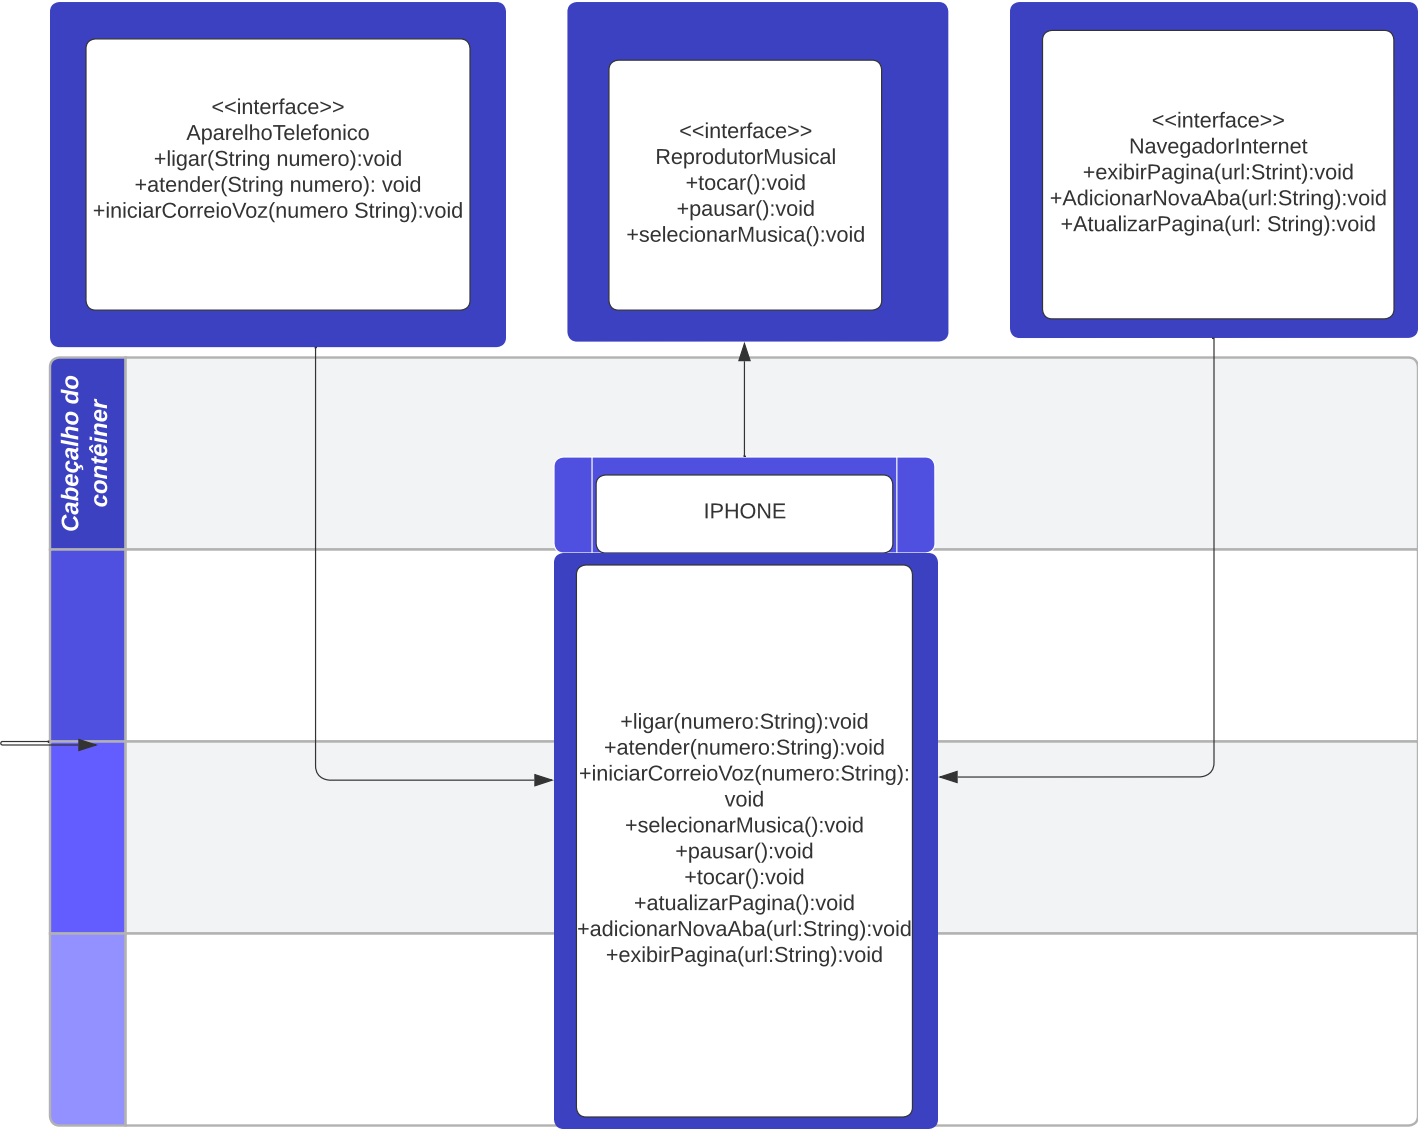 <<interface>>
AparelhoTelefonico
+ligar(String numero):void
+atender(String numero): void
+iniciarCorreioVoz(numero String):void
<<interface>>
ReprodutorMusical
+tocar():void
+pausar():void
+selecionarMusica():void
<<interface>>
NavegadorInternet
+exibirPagina(url:Strint):void
+AdicionarNovaAba(url:String):void
+AtualizarPagina(url: String):void
Cabeçalho do
contêiner
IPHONE
+ligar(numero:String):void
+atender(numero:String):void
+iniciarCorreioVoz(numero:String):
void
+selecionarMusica():void
+pausar():void
+tocar():void
+atualizarPagina():void
+adicionarNovaAba(url:String):void
+exibirPagina(url:String):void